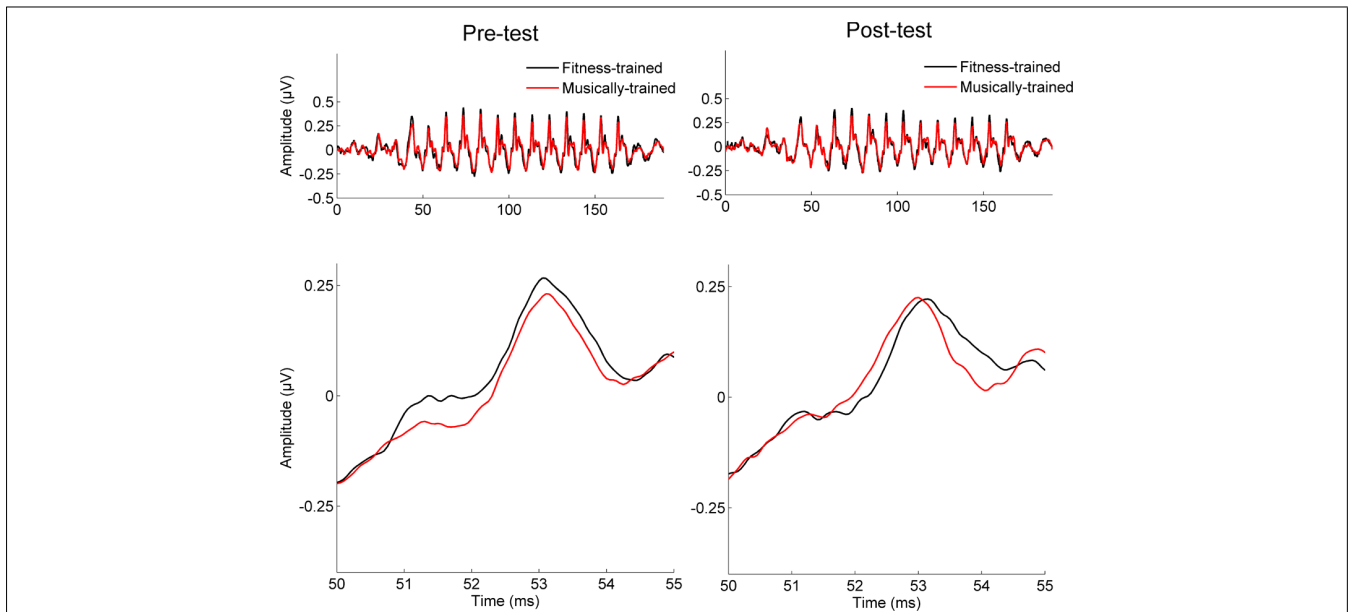 Pre-test
Post-test
Fitness-trained
Musically-trained
Fitness-trained
Musically-trained
Amplitude (µV)
0.5
0.25
0
-0.25
-0.5
0 50 100 150
0.5
0.25
0
-0.25
-0.5
0 50 100 150
Amplitude (µV)
0.25
0
-0.25
50 51 52 53 54 55
Time (ms)
0.25
0
-0.25
50 51 52 53 54 55
Time (ms)